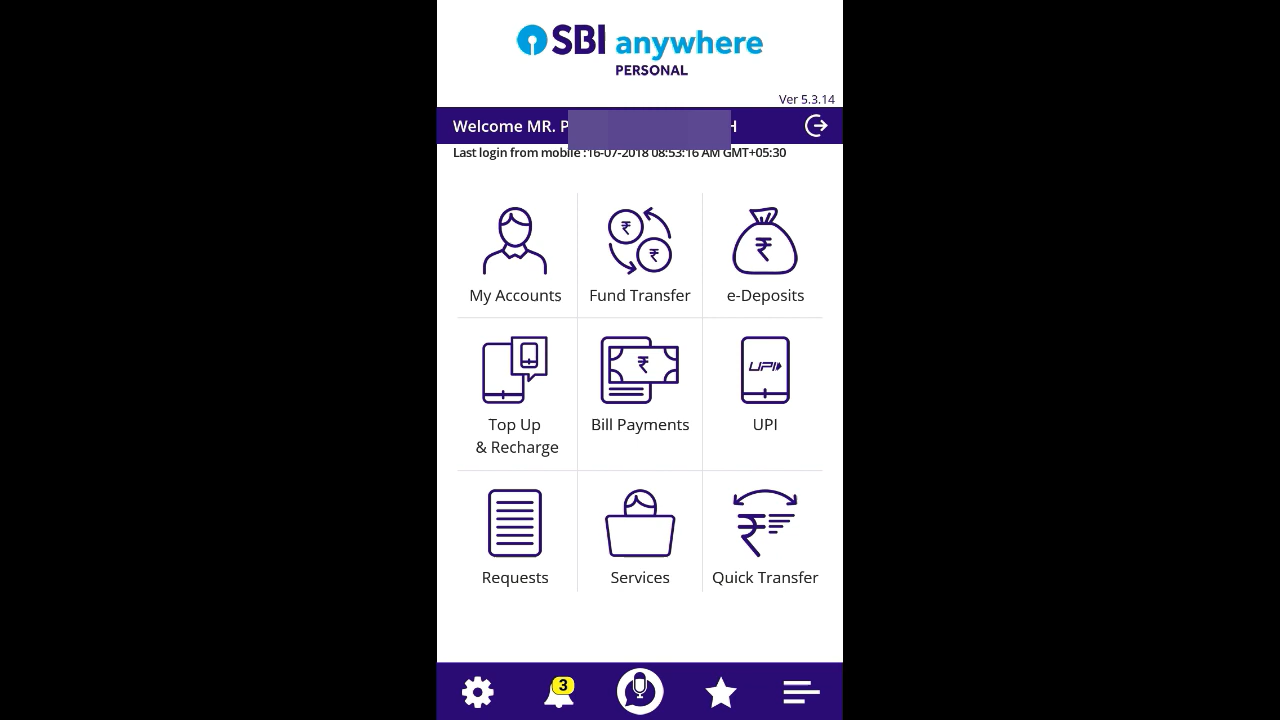 SBI anywhere
PERSONAL
Ver 5.3.14
Welcome MR. P H
Last login from mobile :16-07-2018 08:53:16 AM GMT+05:30
My Accounts
Fund Transfer
e-Deposits
Top Up
& Recharge
Bill Payments
UPI
UPI
Requests
Services
Quick Transfer
3